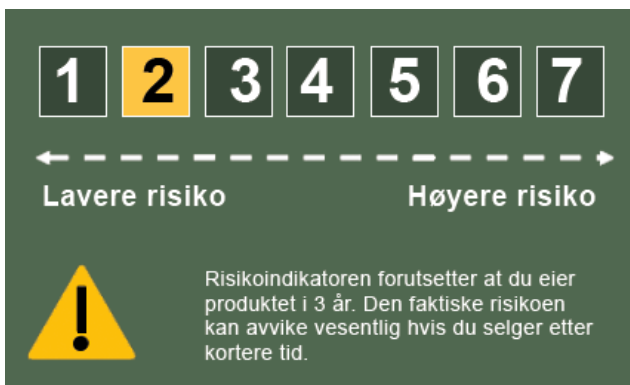 1 2 3 4 5 6 7
Lavere risiko Høyere risiko
Risikoindikatoren forutsetter at du eier
produktet i 3 år. Den faktiske risikoen
kan avvike vesentlig hvis du selger etter
kortere tid.